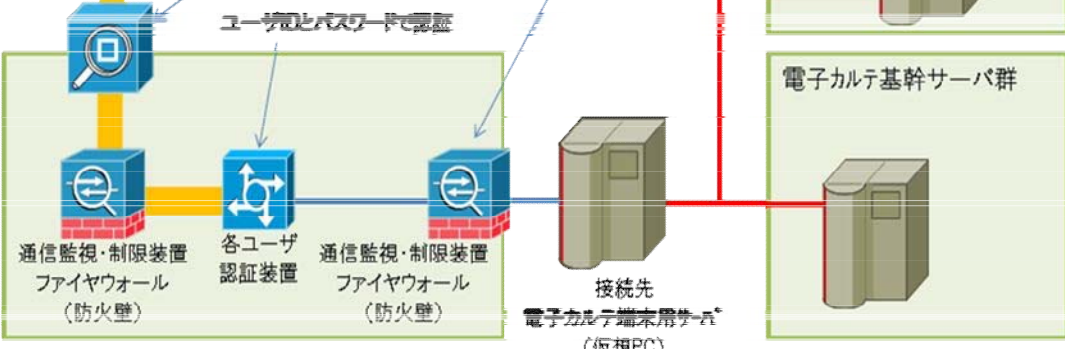 ユーザIDとパスワードで認証
電子カルテ基幹サーバ群
通信監視・制限装置
ファイヤウォール
(防火壁)
各ユーザ
認証装置
通信監視・制限装置
ファイヤウォール
(防火壁)
接続先
電子カルテ端末用サーバ
(仮想PC)